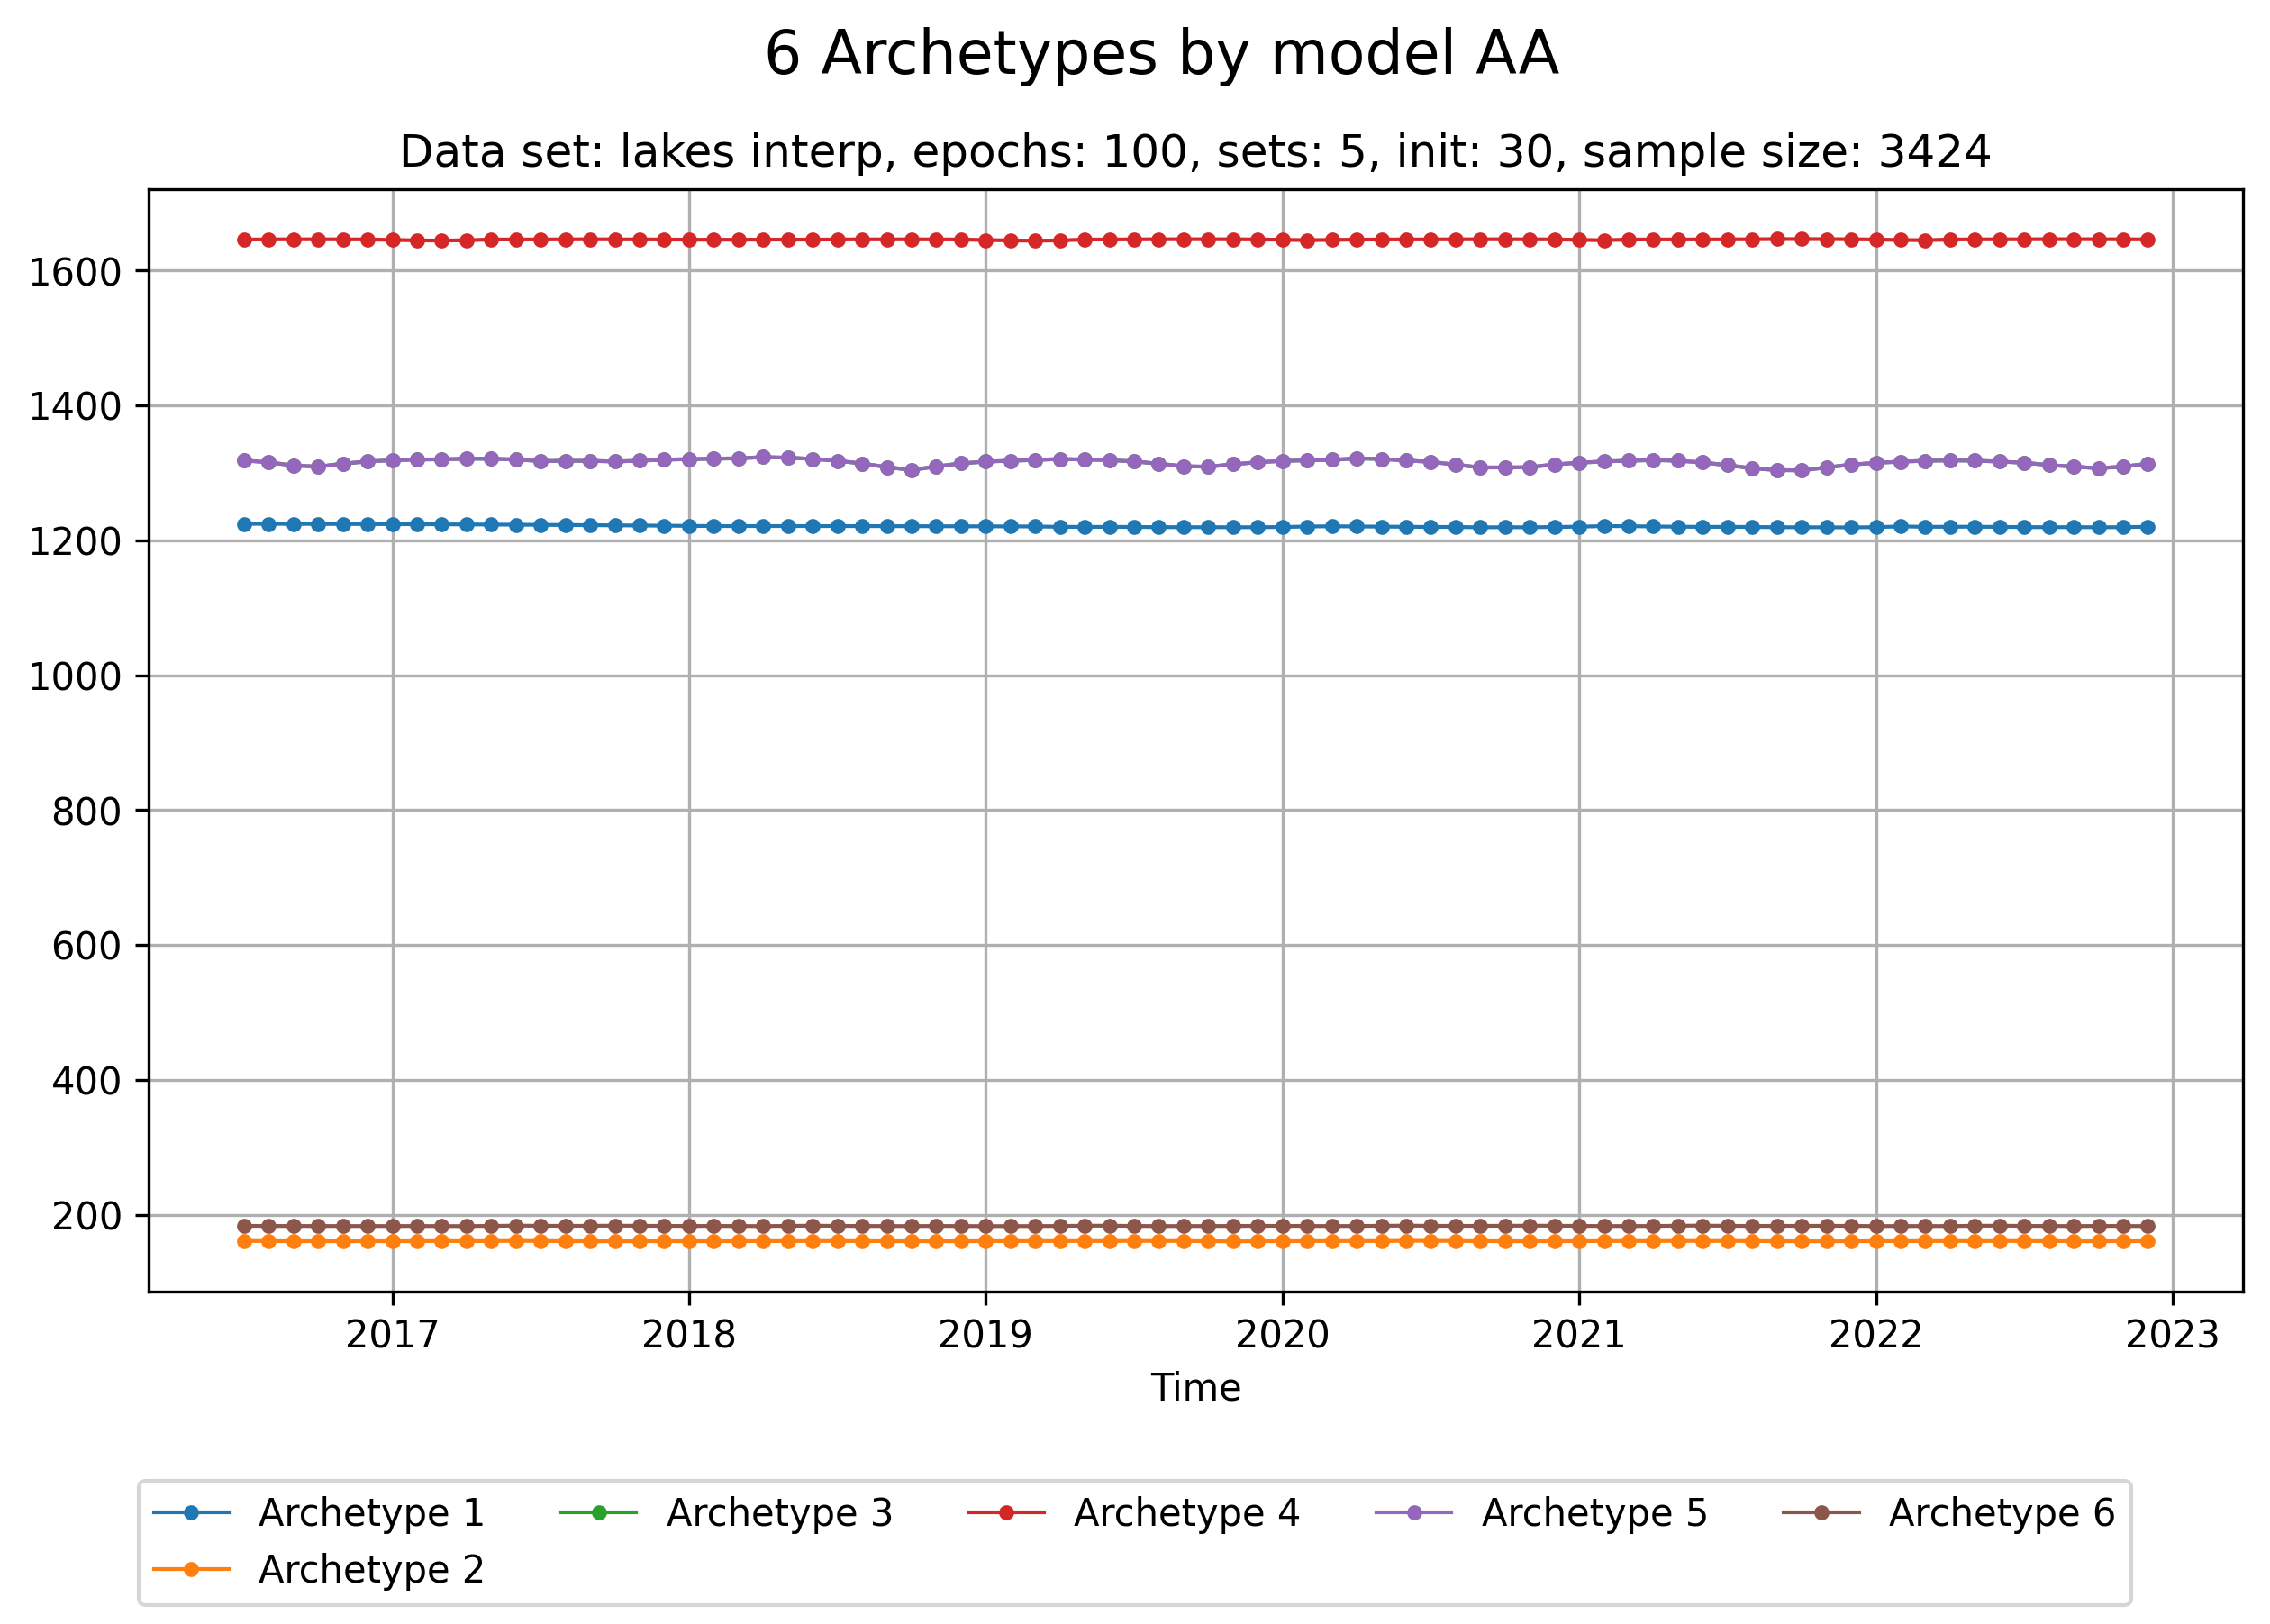 6 Archetypes by model AA
Data set: lakes interp, epochs: 100, sets: 5, init: 30, sample size: 3424
1600
1400
1200
1000
800
600
400
200
2017 2018 2019 2020 2021 2022 2023
Time
Archetype 1 Archetype 3 Archetype 4 Archetype 5 Archetype 6
Archetype 2